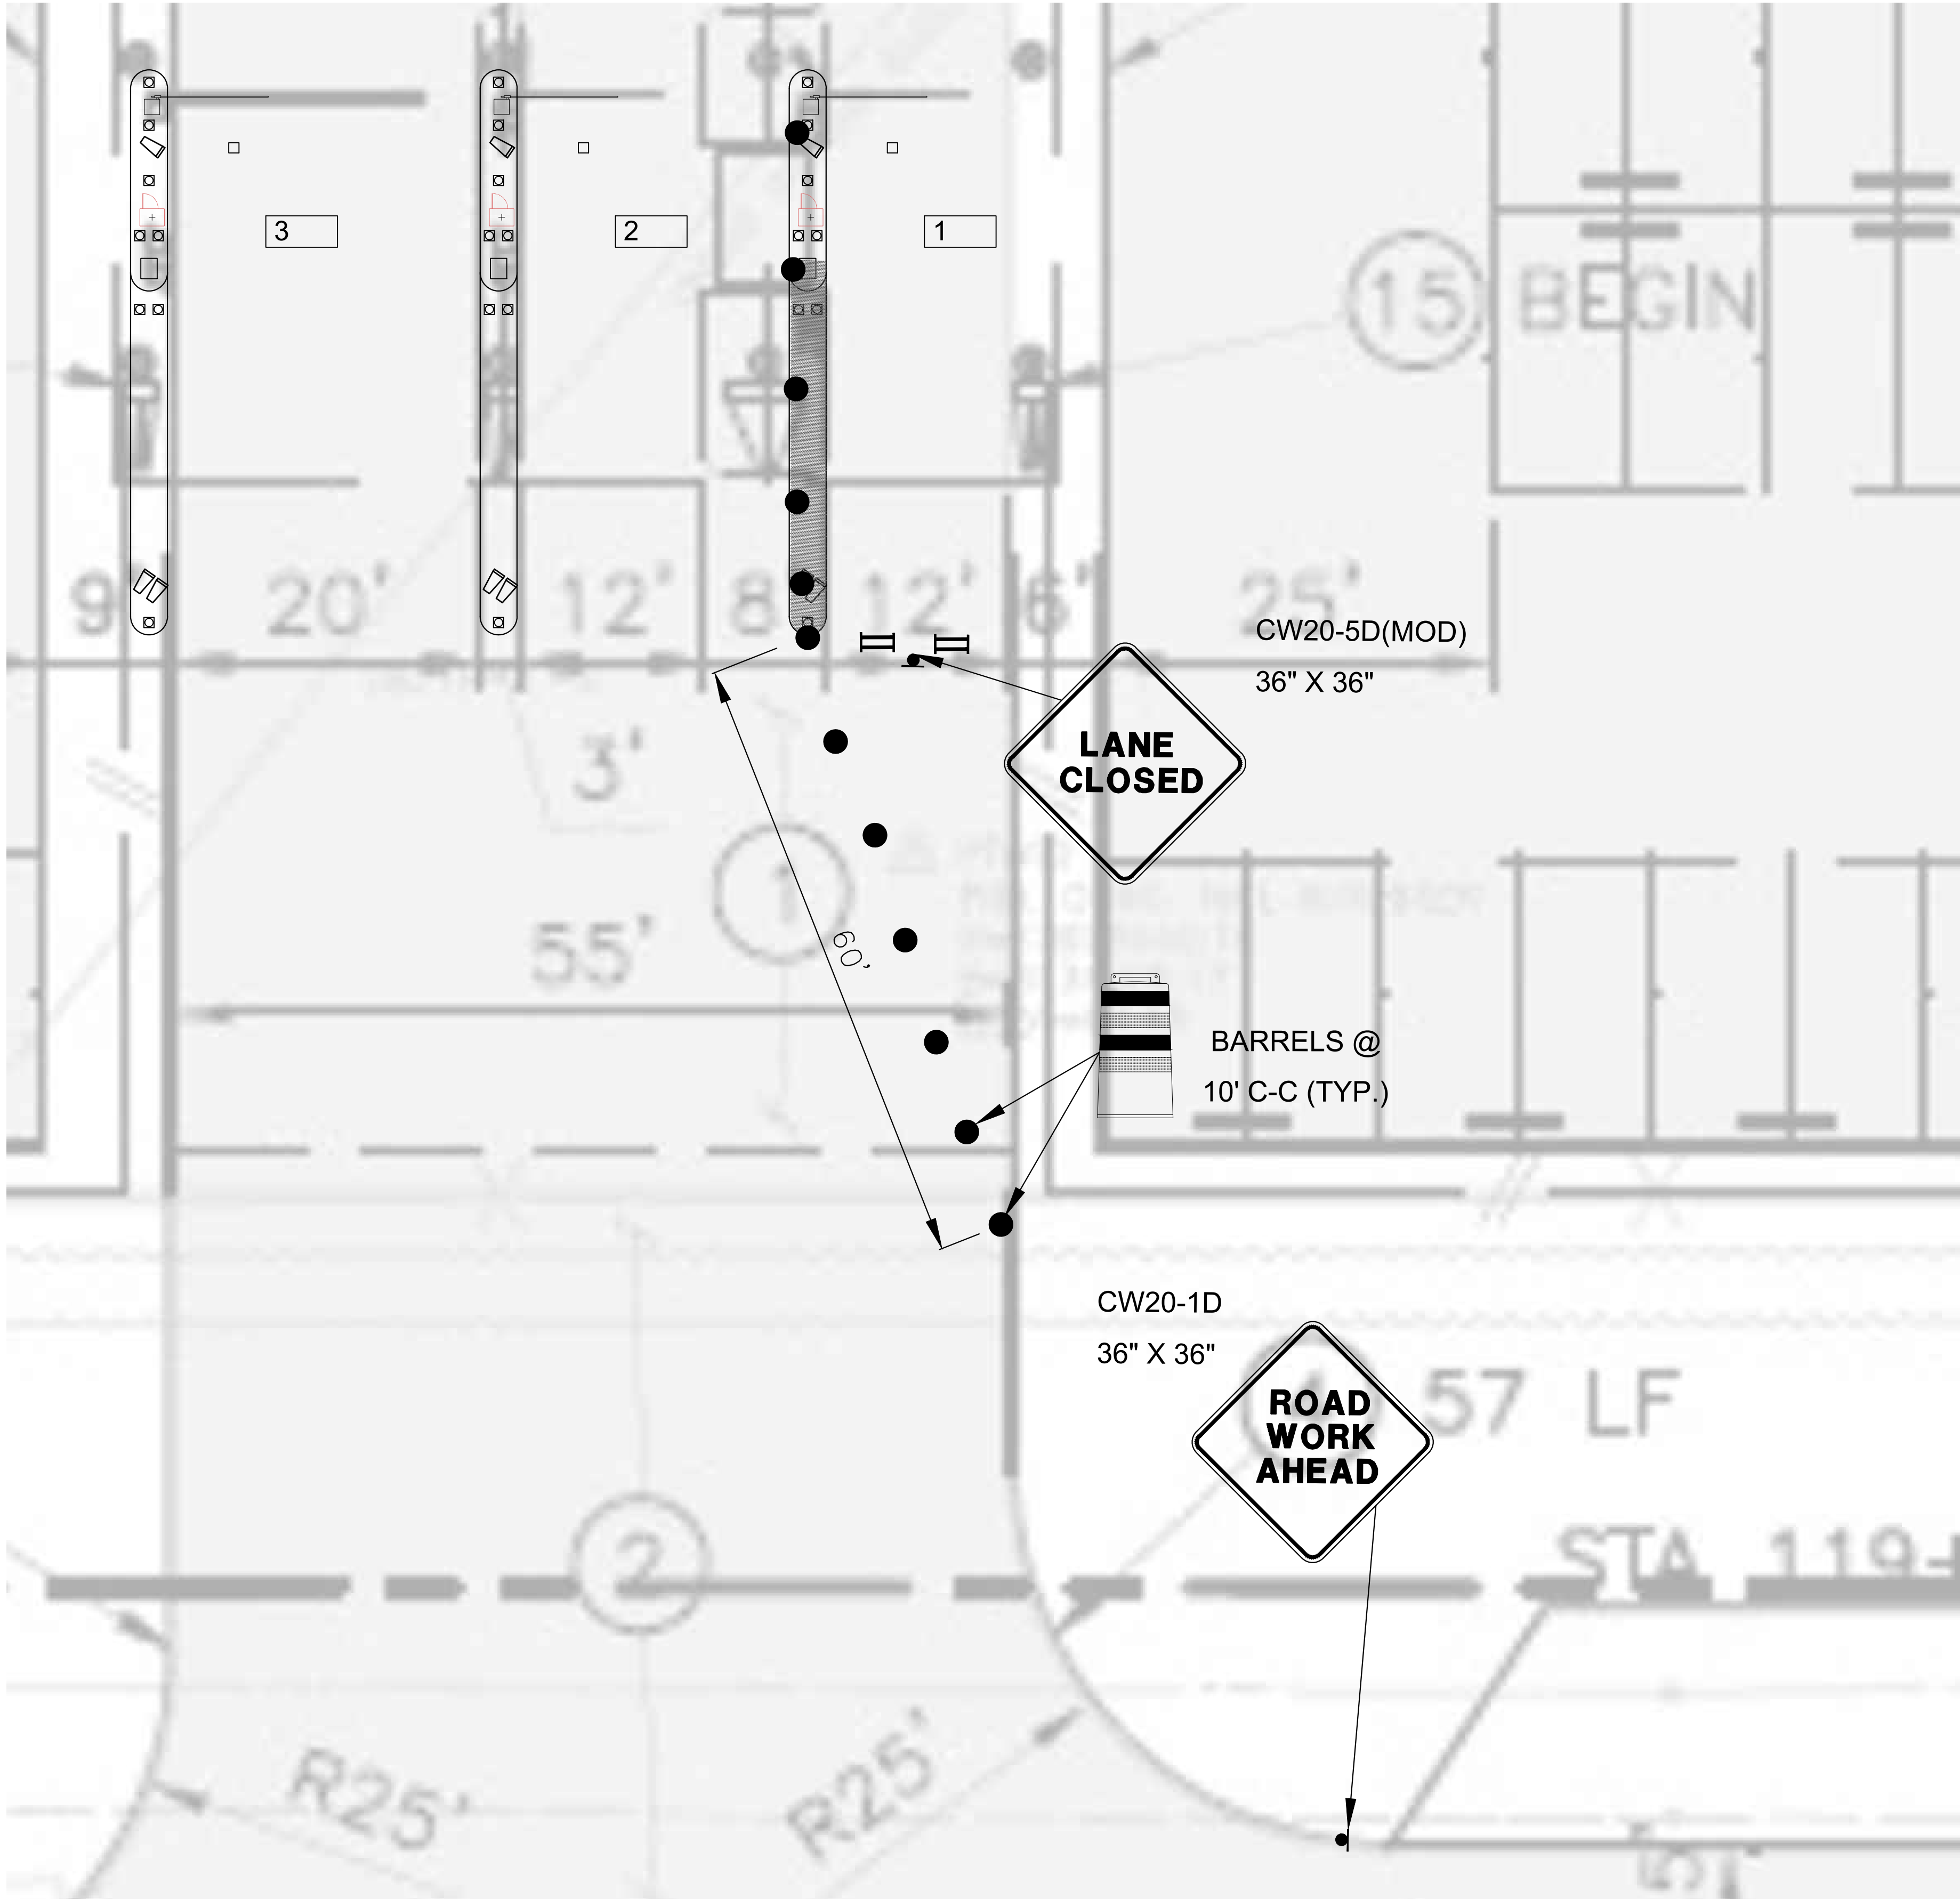 3
2
1
15 BEGIN
9
20'
12'
8'
12'
6'
25'
CW20-5D(MOD)
36" X 36"
LANE
CLOSED
3'
1
55'
60'
BARRELS @
10' C-C (TYP.)
CW20-1D
36" X 36"
4 57 LF
ROAD
WORK
AHEAD
2
STA 119+
R25'
R25'